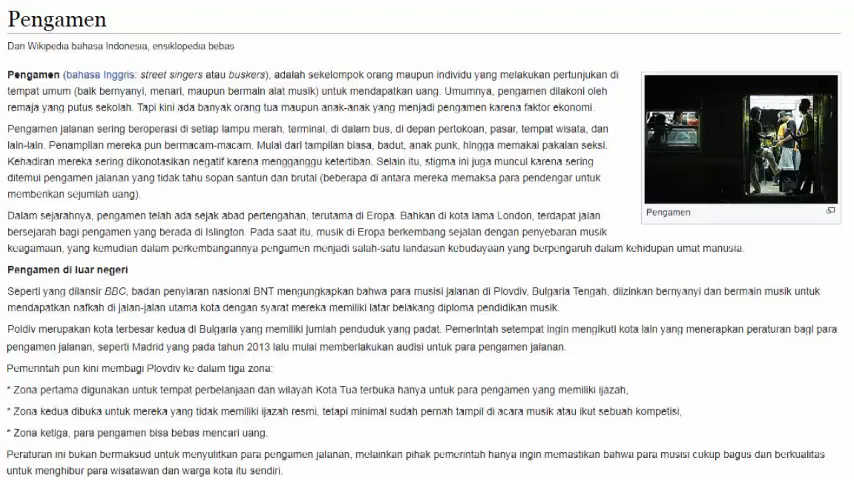 Pengamen
Dari Wikipedia bahasa Indonesia, ensiklopedia bebas
Pengamen (bahasa Inggris: street singers atau buskers), adalah sekelompok orang maupun individu yang melakukan pertunjukan di
tempat umum (baik bernyanyi, menari, maupun bermain alat musik) untuk mendapatkan uang. Umumnya, pengamen dilakoni oleh
remaja yang putus sekolah. Tapi kini ada banyak orang tua maupun anak-anak yang menjadi pengamen karena faktor ekonomi.
Pengamen jalanan sering beroperasi di setiap lampu merah, terminal, di dalam bus, di depan pertokoan, pasar, tempat wisata, dan
lain-lain. Penampilan mereka pun bermacam-macam. Mulai dari tampilan biasa, badut, anak punk, hingga memakai pakaian seksi.
Kehadiran mereka sering dikonotasikan negatif karena mengganggu ketertiban. Selain itu, stigma ini juga muncul karena sering
ditemui pengamen jalanan yang tidak tahu sopan santun dan brutal (beberapa di antara mereka memaksa para pendengar untuk
memberikan sejumlah uang).
Pengamen
Dalam sejarahnya, pengamen telah ada sejak abad pertengahan, terutama di Eropa. Bahkan di kota lama London, terdapat jalan
bersejarah bagi pengamen yang berada di Islington. Pada saat itu, musik di Eropa berkembang sejalan dengan penyebaran musik
keagamaan, yang kemudian dalam perkembangannya pengamen menjadi salah-satu landasan kebudayaan yang berpengaruh dalam kehidupan umat manusia.
Pengamen di luar negeri
Seperti yang dilansir BBC, badan penyiaran nasional BNT mengungkapkan bahwa para musisi jalanan di Plovdiv, Bulgaria Tengah, diizinkan bernyanyi dan bermain musik untuk
mendapatkan nafkah di jalan-jalan utama kota dengan syarat mereka memiliki latar belakang diploma pendidikan musik.
Poldiv merupakan kota terbesar kedua di Bulgaria yang memiliki jumlah penduduk yang padat. Pemerintah setempat ingin mengikuti kota lain yang menerapkan peraturan bagi para
pengamen jalanan, seperti Madrid yang pada tahun 2013 lalu mulai memberlakukan audisi untuk para pengamen jalanan.
Pemerintah pun kini membagi Plovdiv ke dalam tiga zona:
* Zona pertama digunakan untuk tempat perbelanjaan dan wilayah Kota Tua terbuka hanya untuk para pengamen yang memiliki ijazah,
* Zona kedua dibuka untuk mereka yang tidak memiliki ijazah resmi, tetapi minimal sudah pernah tampil di acara musik atau ikut sebuah kompetisi,
* Zona ketiga, para pengamen bisa bebas mencari uang.
Peraturan ini bukan bermaksud untuk menyulitkan para pengamen jalanan, melainkan pihak pemerintah hanya ingin memastikan bahwa para musisi cukup bagus dan berkualitas
untuk menghibur para wisatawan dan warga kota itu sendiri.